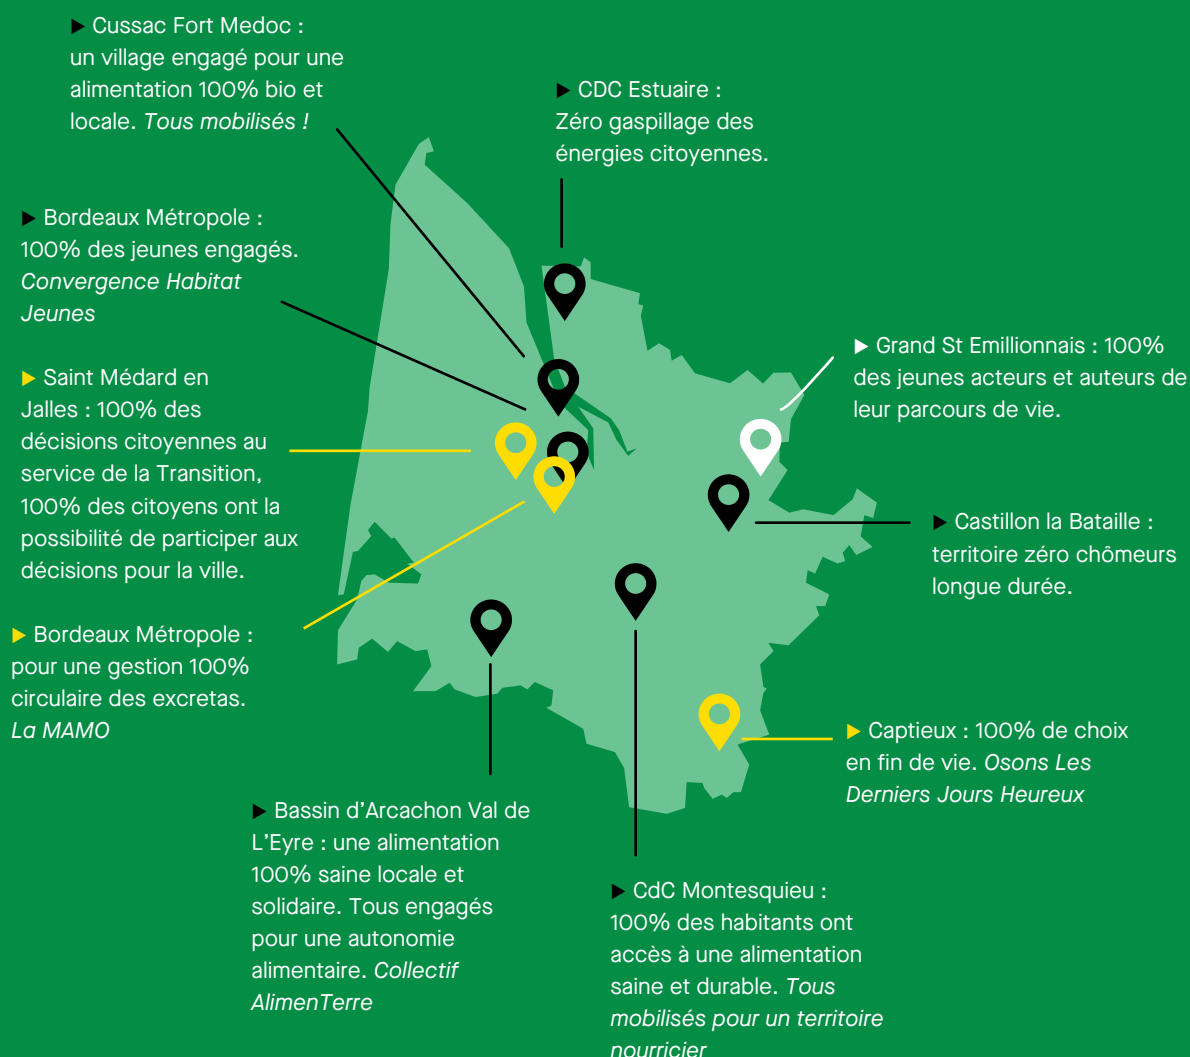 ▶ Cussac Fort Medoc :
un village engagé pour une
alimentation 100% bio et
locale. Tous mobilisés !
▶ CDC Estuaire :
Zéro gaspillage des
énergies citoyennes.
▶ Bordeaux Métropole :
100% des jeunes engagés.
Convergence Habitat
Jeunes
▶ Grand St Emillionnais : 100%
des jeunes acteurs et auteurs de
leur parcours de vie.
▶ Saint Médard en
Jalles : 100% des
décisions citoyennes au
service de la Transition,
100% des citoyens ont la
possibilité de participer aux
décisions pour la ville.
▶ Castillon la Bataille :
territoire zéro chômeurs
longue durée.
▶ Bordeaux Métropole :
pour une gestion 100%
circulaire des excretas.
La MAMO
▶ Captieux : 100% de choix
en fin de vie. Osons Les
Derniers Jours Heureux
▶ Bassin d'Arcachon Val de
L'Eyre : une alimentation
100% saine locale et
solidaire. Tous engagés
pour une autonomie
alimentaire. Collectif
AlimenTerre
▶ CdC Montesquieu :
100% des habitants ont
accès à une alimentation
saine et durable. Tous
mobilisés pour un territoire
nourricier